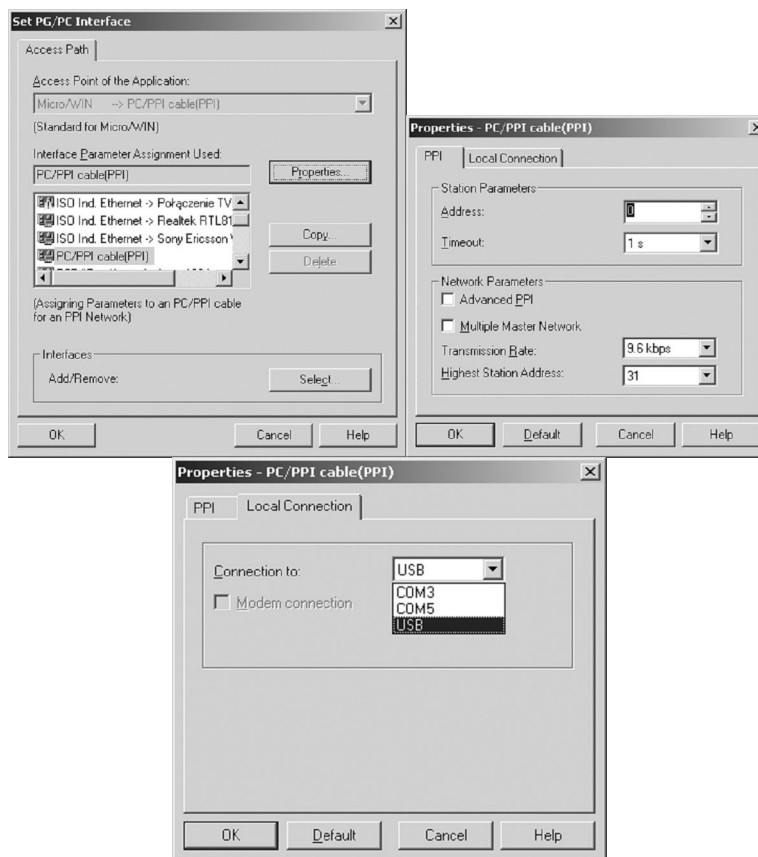 Set PG/PC Interface
Access Path
Access Point of the Application:
Micro/WIN --> PC/PPI cable(PPI)
(Standard for Micro/WIN)
Interface Parameter Assignment Used:
PC/PPI cable(PPI)
Properties...
ISO Ind. Ethernet -> Połączenie TV
ISO Ind. Ethernet -> Realtek RTL81
ISO Ind. Ethernet -> Sony Ericsson
PC/PPI cable(PPI)
Copy...
Delete
(Assigning Parameters to an PC/PPI cable
for an PPI Network)
Interfaces
Add/Remove:
Select...
OK
Cancel
Help
Properties - PC/PPI cable(PPI)
PPI
Local Connection
Station Parameters
Address:
0
Timeout:
1 s
Network Parameters
Advanced PPI
Multiple Master Network
Transmission Rate:
9.6 kbps
Highest Station Address:
31
OK
Default
Cancel
Help
Properties - PC/PPI cable(PPI)
PPI
Local Connection
Connection to:
USB
Modem connection
COM3
COM5
USB
OK
Default
Cancel
Help